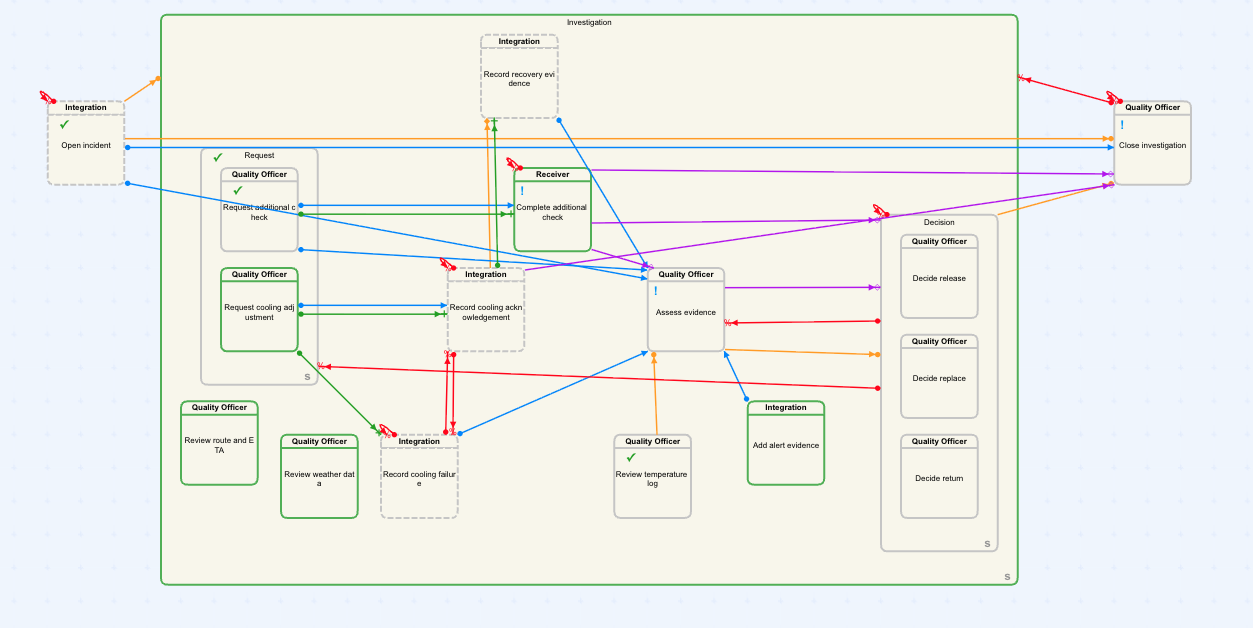 Investigation
Integration
Record recovery evi
dence
Integration
Open incident
Quality Officer
!
Close investigation
Request
Quality Officer
Request additional c
heck
Receiver
!
Complete additional
check
Decision
Quality Officer
Decide release
Quality Officer
Request cooling adj
ustment
Integration
Record cooling ackn
owledgement
Quality Officer
!
Assess evidence
Quality Officer
Decide replace
S
Quality Officer
Review route and E
TA
Quality Officer
Review weather dat
a
Integration
Record cooling failur
e
Quality Officer
Review temperature
log
Integration
Add alert evidence
Quality Officer
Decide return
S
S